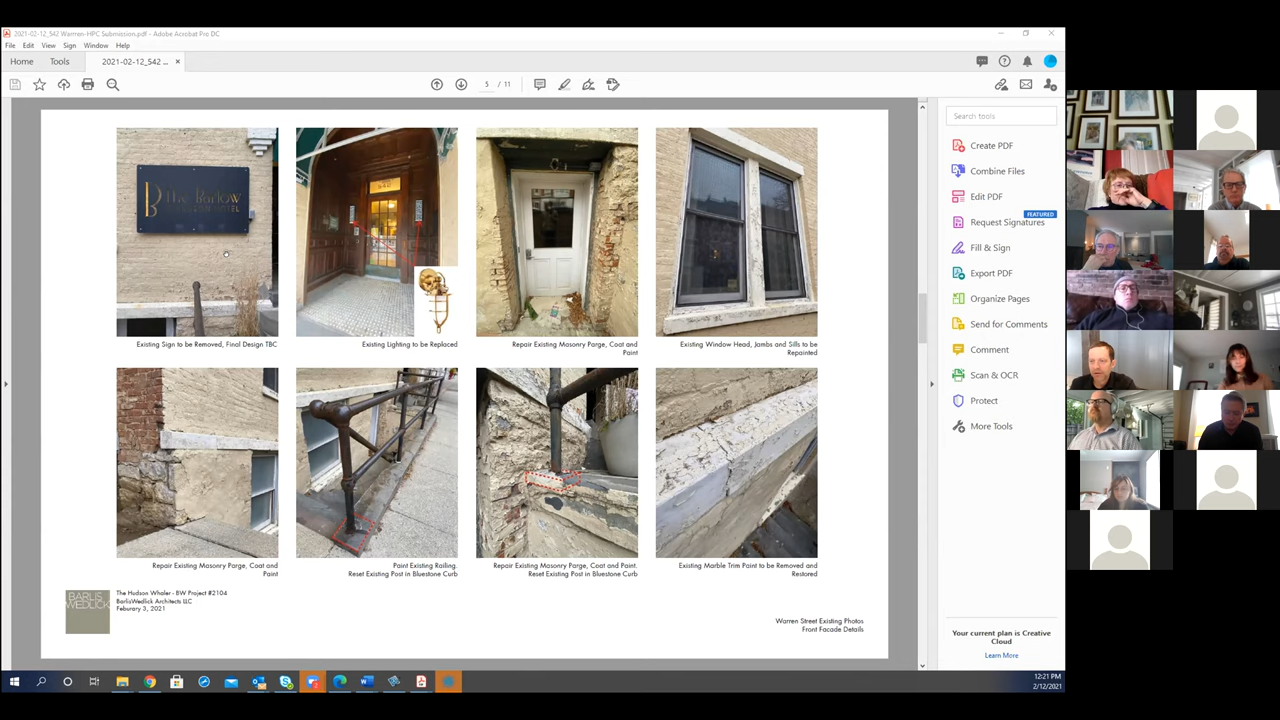 2021-02-12_542 Warren-HPC Submission.pdf - Adobe Acrobat Pro DC
File Edit View Sign Window Help
Home Tools 2021-02-12_542 ... ×
5 / 11
Search tools
Create PDF
Combine Files
Edit PDF
FEATURED
Request Signatures
Fill & Sign
Export PDF
Organize Pages
Send for Comments
Comment
Scan & OCR
Protect
More Tools
The Barlow
Existing Sign to be Removed, Final Design TBC
Existing Lighting to be Replaced
Repair Existing Masonry Parge, Coat and
Paint
Existing Window Head, Jambs and Sills to be
Repainted
Repair Existing Masonry Parge, Coat and
Paint
Paint Existing Railing.
Reset Existing Post in Bluestone Curb
Repair Existing Masonry Parge, Coat and Paint.
Reset Existing Post in Bluestone Curb
Existing Marble Trim Paint to be Removed and
Restored
BARLIS
WEDLICK
The Hudson Whaler - BW Project #2104
BarlisWedlick Architects LLC
Feburary 3, 2021
Warren Street Existing Photos
Front Facade Details
Your current plan is Creative
Cloud
Learn More
12:21 PM
2/12/2021